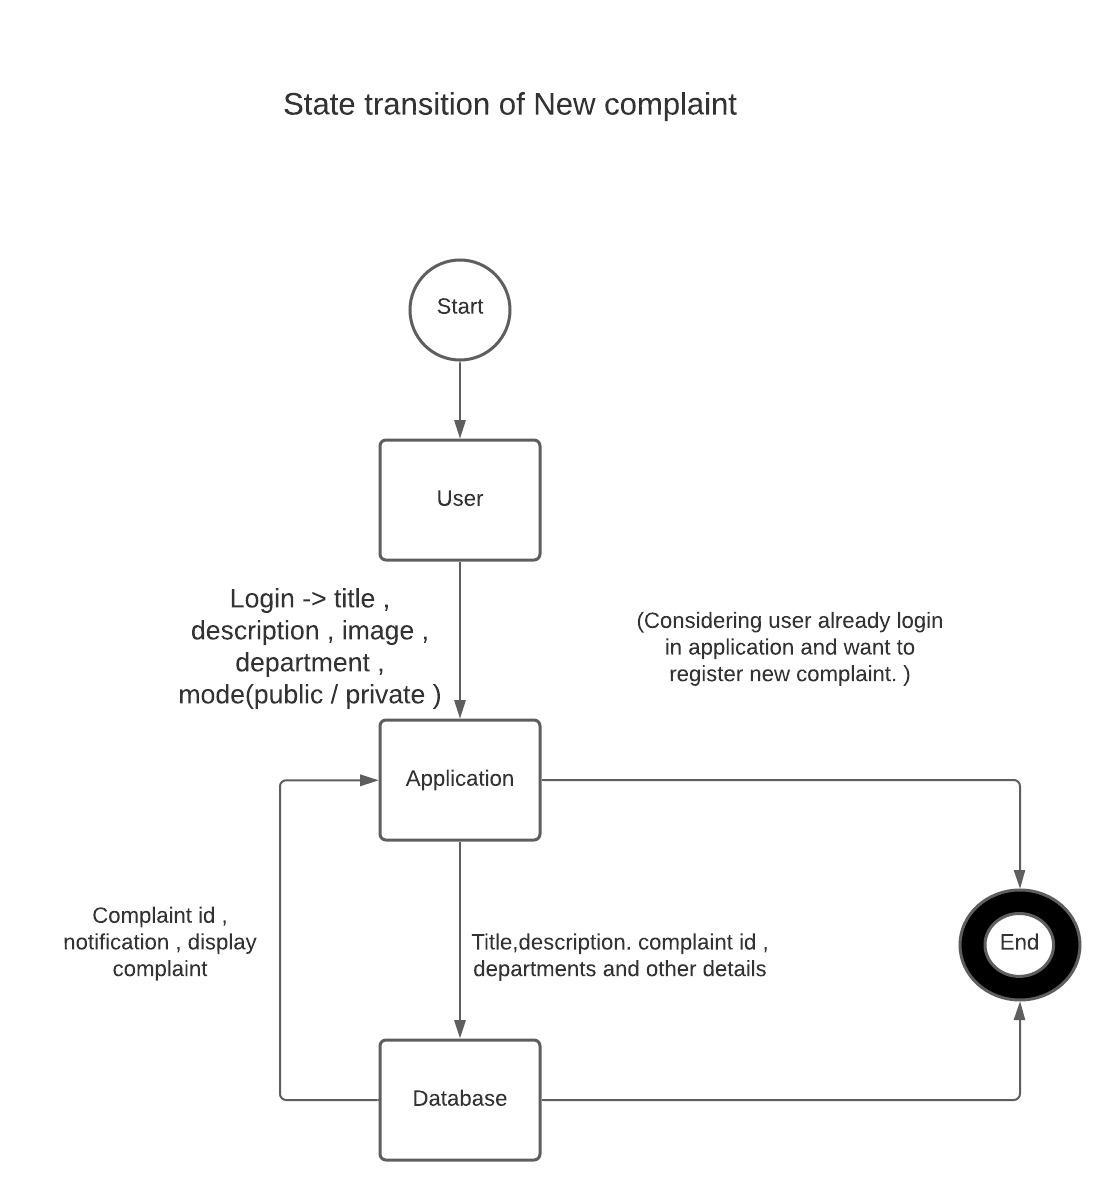 State transition of New complaint
Start
User
Login -> title ,
description , image ,
department ,
mode(public / private )
(Considering user already login
in application and want to
register new complaint. )
Application
Complaint id ,
notification , display
complaint
Title,description. complaint id ,
departments and other details
End
Database